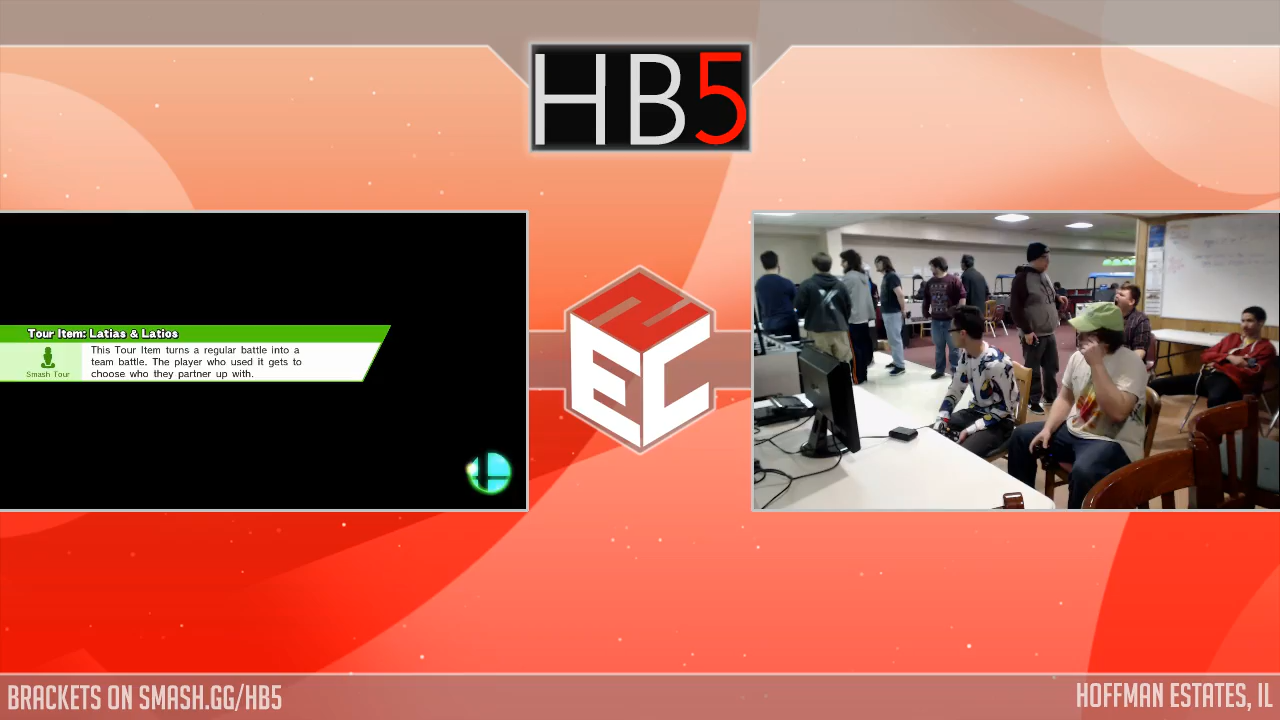 HB5
Tour Item: Latias & Latios
This Tour Item turns a regular battle into a
team battle. The player who used it gets to
choose who they partner up with.
Smash Tour
EC
BRACKETS ON SMASH.GG/HB5
HOFFMAN ESTATES, IL